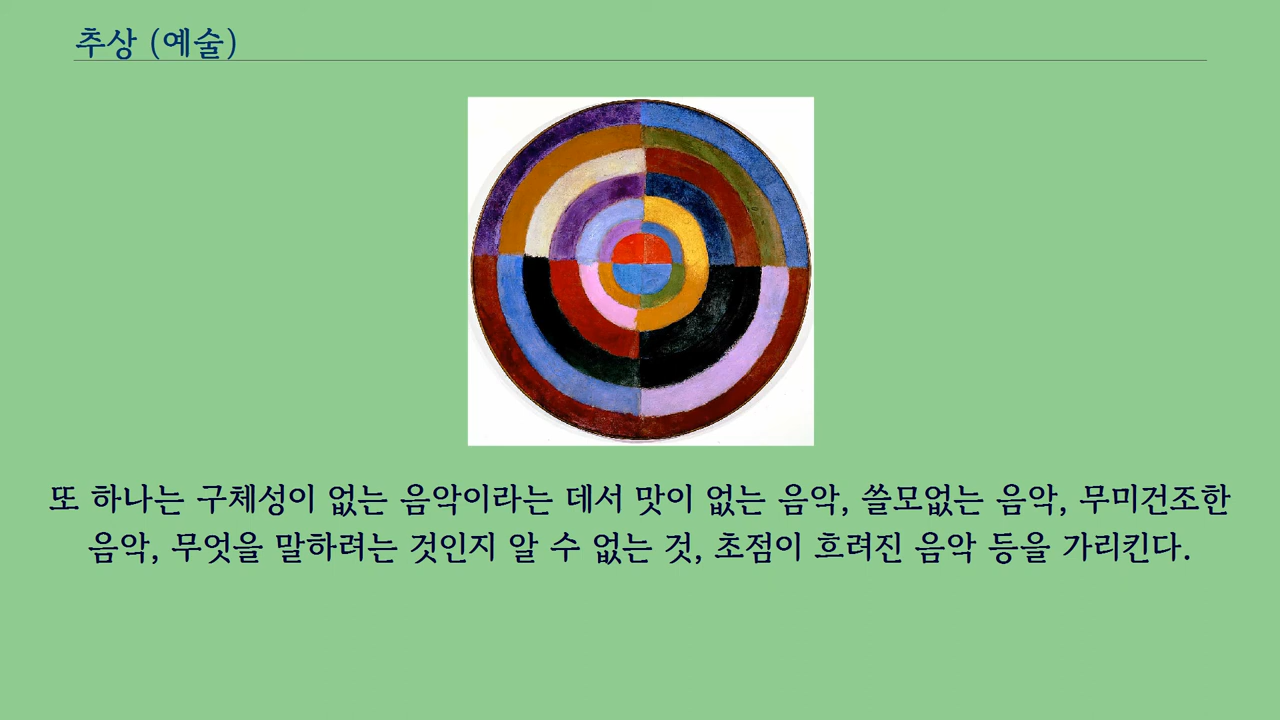 추상 (예술)
또 하나는 구체성이 없는 음악이라는 데서 맛이 없는 음악, 쓸모없는 음악, 무미건조한
음악, 무엇을 말하려는 것인지 알 수 없는 것, 초점이 흐려진 음악 등을 가리킨다.